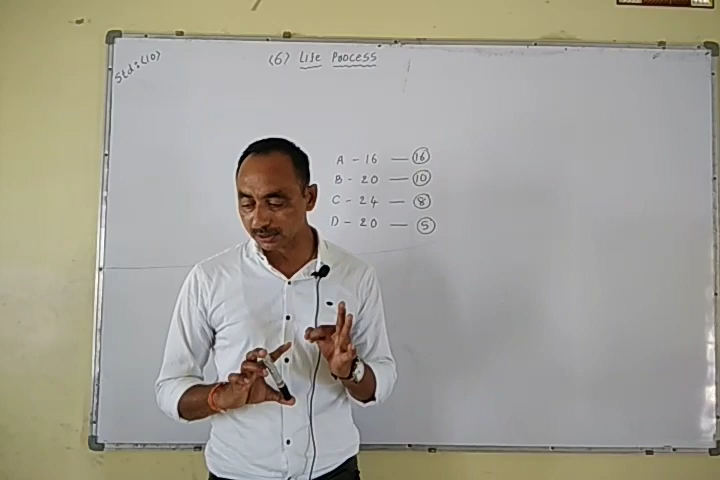 Std:(10)
(6) Life Process
A - 16 — 16
B - 20 — 10
C - 24 — 8
D - 20 — 5